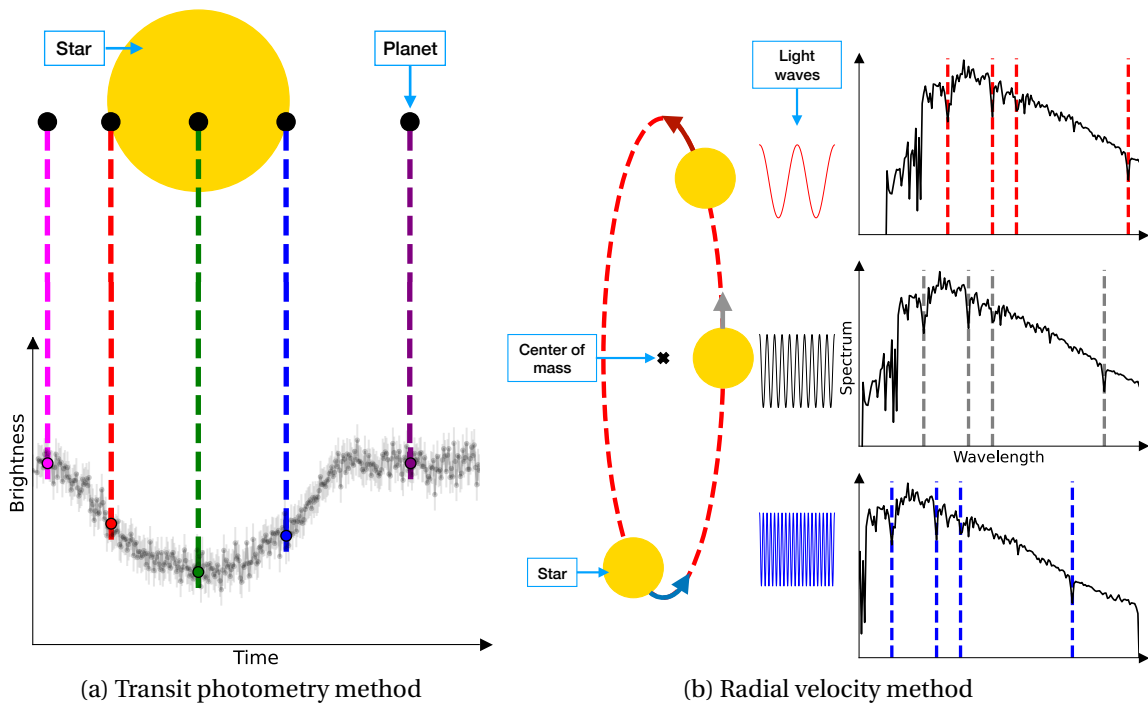 Star
Planet
Brightness
Time
(a) Transit photometry method
Light
waves
Center of
mass
Star
Spectrum
Wavelength
(b) Radial velocity method